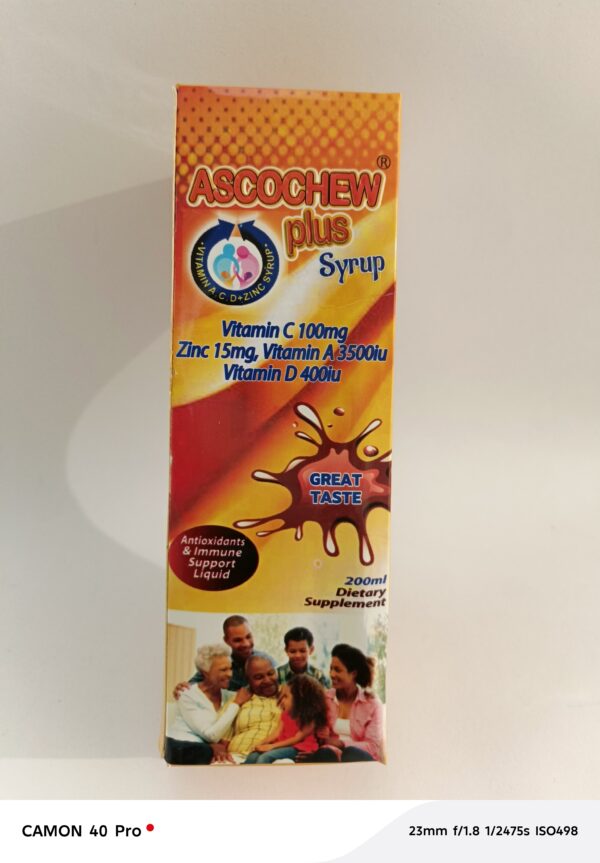 ASCOCHEW®
plus
Syrup
VITAMIN A.C.D+ZINC SYRUP
Vitamin C 100mg
Zinc 15mg, Vitamin A 3500iu
Vitamin D 400iu
GREAT
TASTE
Antioxidants
& Immune
Support
Liquid
200ml
Dietary
Supplement
CAMON 40 Pro
23mm f/1.8 1/2475s ISO498